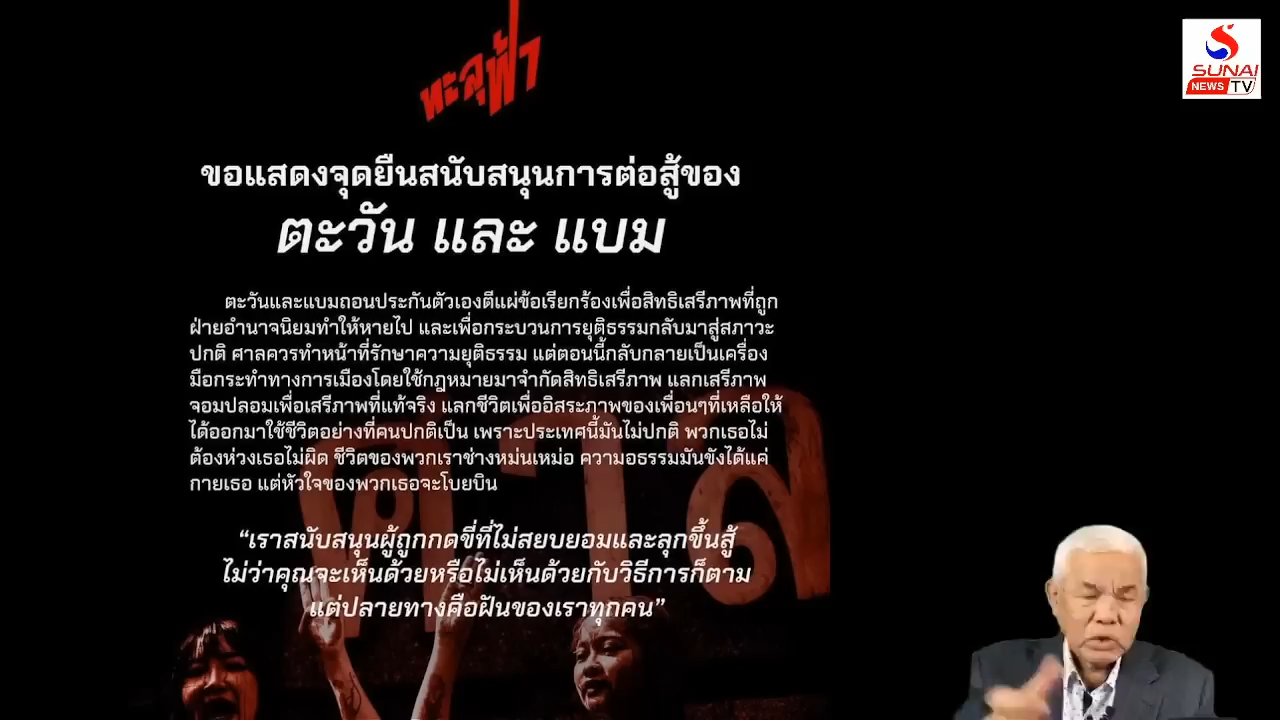 ทะลุฟ้า
SUNAI
NEWS TV
ขอแสดงจุดยืนสนับสนุนการต่อสู้ของ
ตะวัน และ แบม
ตะวันและแบมถอนประกันตัวเองตีแผ่ข้อเรียกร้องเพื่อสิทธิเสรีภาพที่ถูก
ฝ่ายอำนาจนิยมทำให้หายไป และเพื่อกระบวนการยุติธรรมกลับมาสู่สภาวะ
ปกติ ศาลควรทำหน้าที่รักษาความยุติธรรม แต่ตอนนี้กลับกลายเป็นเครื่อง
มือกระทำทางการเมืองโดยใช้กฎหมายมาจำกัดสิทธิเสรีภาพ แลกเสรีภาพ
จอมปลอมเพื่อเสรีภาพที่แท้จริง แลกชีวิตเพื่ออิสระภาพของเพื่อนๆที่เหลือให้
ได้ออกมาใช้ชีวิตอย่างที่คนปกติเป็น เพราะประเทศนี้มันไม่ปกติ พวกเธอไม่
ต้องห่วงเธอไม่ผิด ชีวิตของพวกเราช่างหม่นเหม่อ ความอธรรมมันขังได้แค่
กายเธอ แต่หัวใจของพวกเธอจะโบยบิน
“เราสนับสนุนผู้ถูกกดขี่ที่ไม่สยบยอมและลุกขึ้นสู้
ไม่ว่าคุณจะเห็นด้วยหรือไม่เห็นด้วยกับวิธีการก็ตาม
แต่ปลายทางคือฝันของเราทุกคน”
ศาล